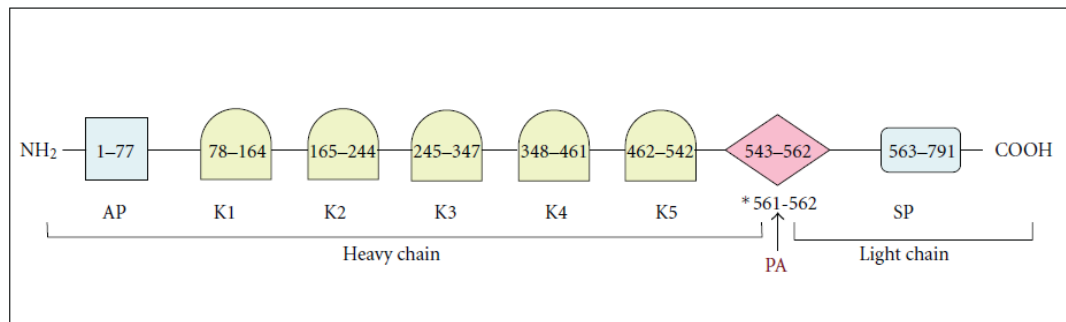 NH2 1–77 78–164 165–244 245–347 348–461 462–542 543–562 563–791 COOH
AP K1 K2 K3 K4 K5 *561-562 SP
Heavy chain PA Light chain